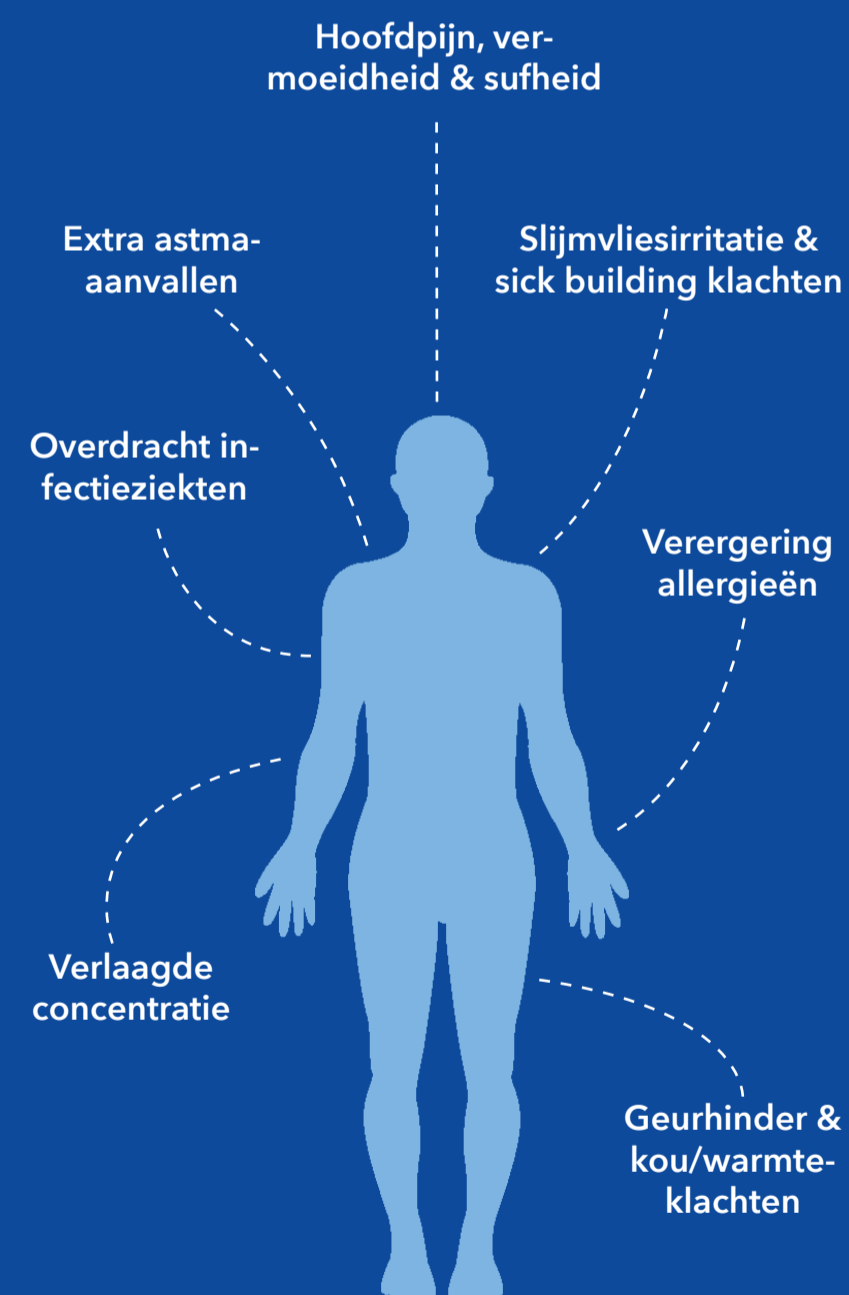 Hoofdpijn, ver-
moeidheid & sufheid
Extra astma-
aanvallen
Slijmvliesirritatie &
sick building klachten
Overdracht in-
fectieziekten
Verergering
allergieën
Verlaagde
concentratie
Geurhinder &
kou/warmte-
klachten